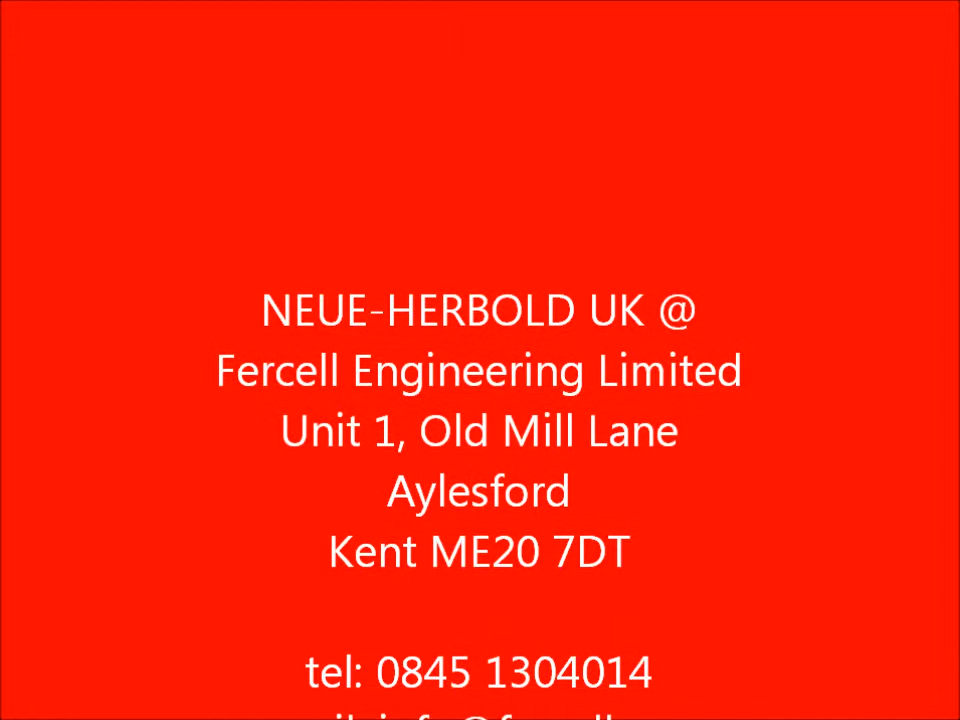 NEUE-HERBOLD UK @
Fercell Engineering Limited
Unit 1, Old Mill Lane
Aylesford
Kent ME20 7DT
tel: 0845 1304014